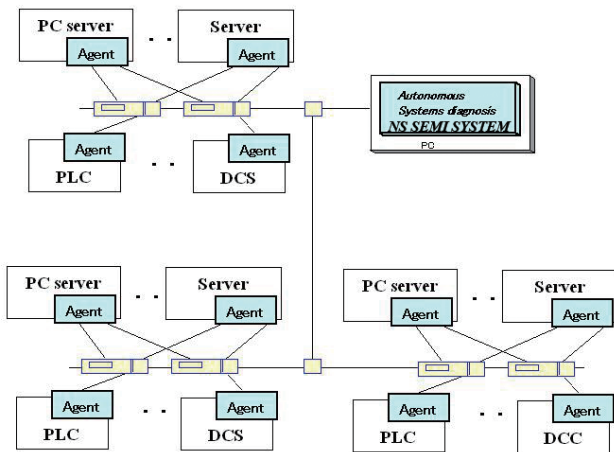 PC server
Agent
. .
Server
Agent
Autonomous
Systems diagnosis
NS SEMI SYSTEM
PC
Agent
PLC
. .
Agent
DCS
PC server
Agent
. .
Server
Agent
PC server
Agent
. .
Server
Agent
Agent
PLC
. .
Agent
DCS
Agent
PLC
. .
Agent
DCC